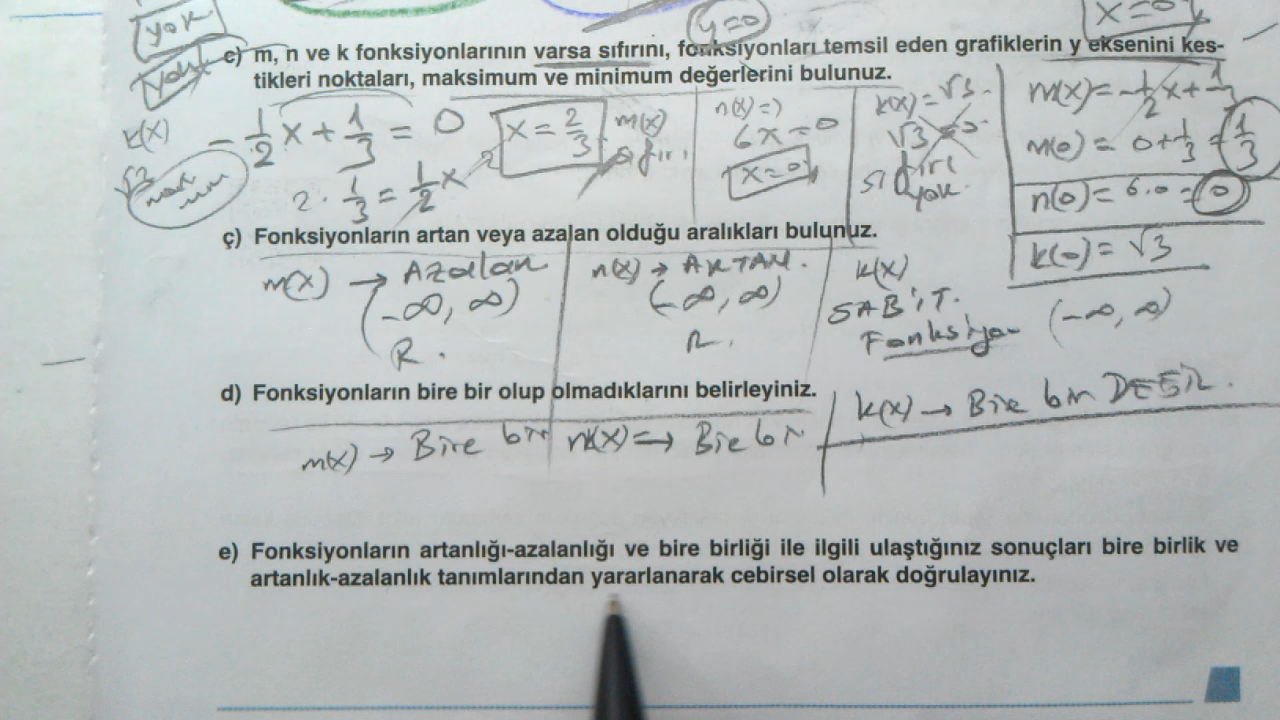 yok
y=0
x=0
c) m, n ve k fonksiyonlarının varsa sıfırını, fonksiyonları temsil eden grafiklerin y eksenini kes-
tikleri noktaları, maksimum ve minimum değerlerini bulunuz.
k(x)
√3
- 1/2 x + 1/3 = 0
2. 1/3 = 1/2 x
x = 2/3
m(x)
n(x) =>
6x = 0
x=0
k(x) = √3
√3 = 0
yok.
m(x) = -1/2 x + 1/3
m(0) = 0 + 1/3 = 1/3
n(0) = 6.0 = 0
k(0) = √3
ç) Fonksiyonların artan veya azalan olduğu aralıkları bulunuz.
m(x) → Azalan
(-∞, ∞)
R.
n(x) → ARTAN.
(-∞, ∞)
R.
k(x)
SABİT.
Fonksiyon (-∞, ∞)
d) Fonksiyonların bire bir olup olmadıklarını belirleyiniz.
m(x) → Bire bir
n(x) → Bire bir
k(x) → Bire bir DEĞİL.
e) Fonksiyonların artanlığı-azalanlığı ve bire birliği ile ilgili ulaştığınız sonuçları bire birlik ve
artanlık-azalanlık tanımlarından yararlanarak cebirsel olarak doğrulayınız.